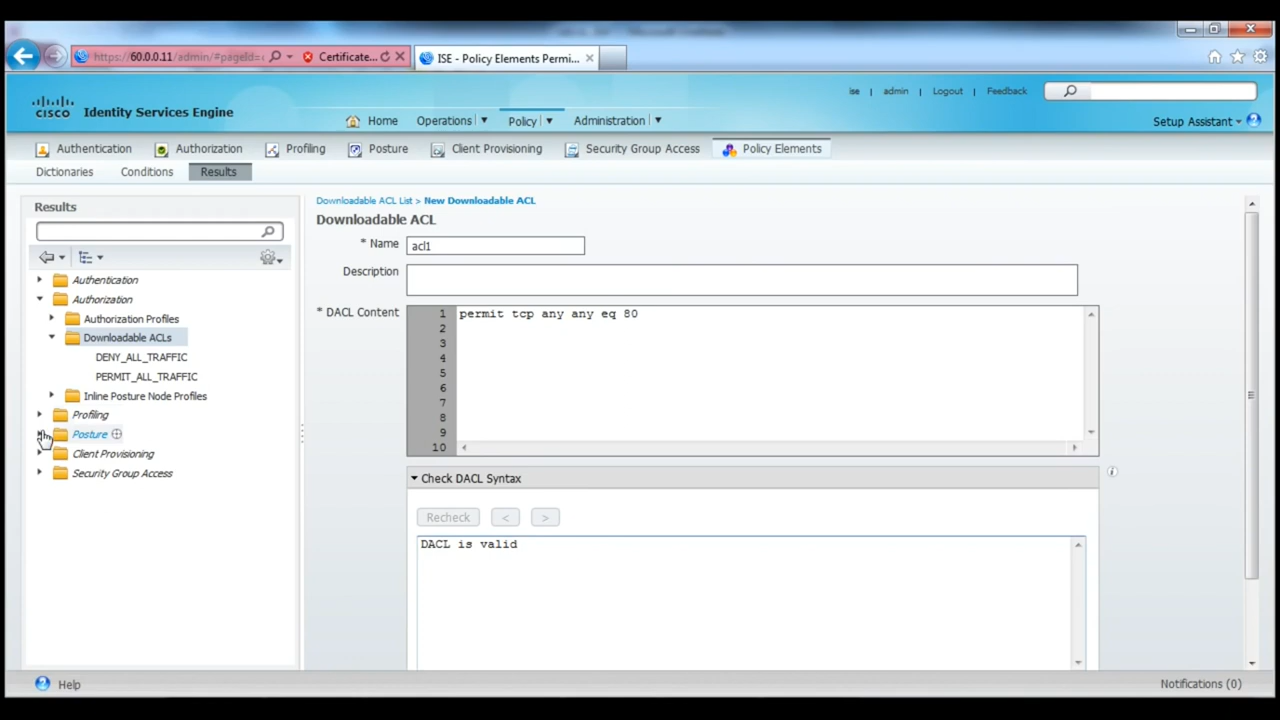 https://60.0.0.11/admin/#pageId=
Certificate...
ISE - Policy Elements Permi...
CISCO Identity Services Engine
ise | admin | Logout | Feedback
Home Operations Policy Administration
Setup Assistant
Authentication Authorization Profiling Posture Client Provisioning Security Group Access Policy Elements
Dictionaries Conditions Results
Results
Authentication
Authorization
Authorization Profiles
Downloadable ACLs
DENY_ALL_TRAFFIC
PERMIT_ALL_TRAFFIC
Inline Posture Node Profiles
Profiling
Posture
Client Provisioning
Security Group Access
Downloadable ACL List > New Downloadable ACL
Downloadable ACL
* Name acl1
Description
* DACL Content
1 permit tcp any any eq 80
2
3
4
5
6
7
8
9
10
Check DACL Syntax
Recheck < >
DACL is valid
Help
Notifications (0)